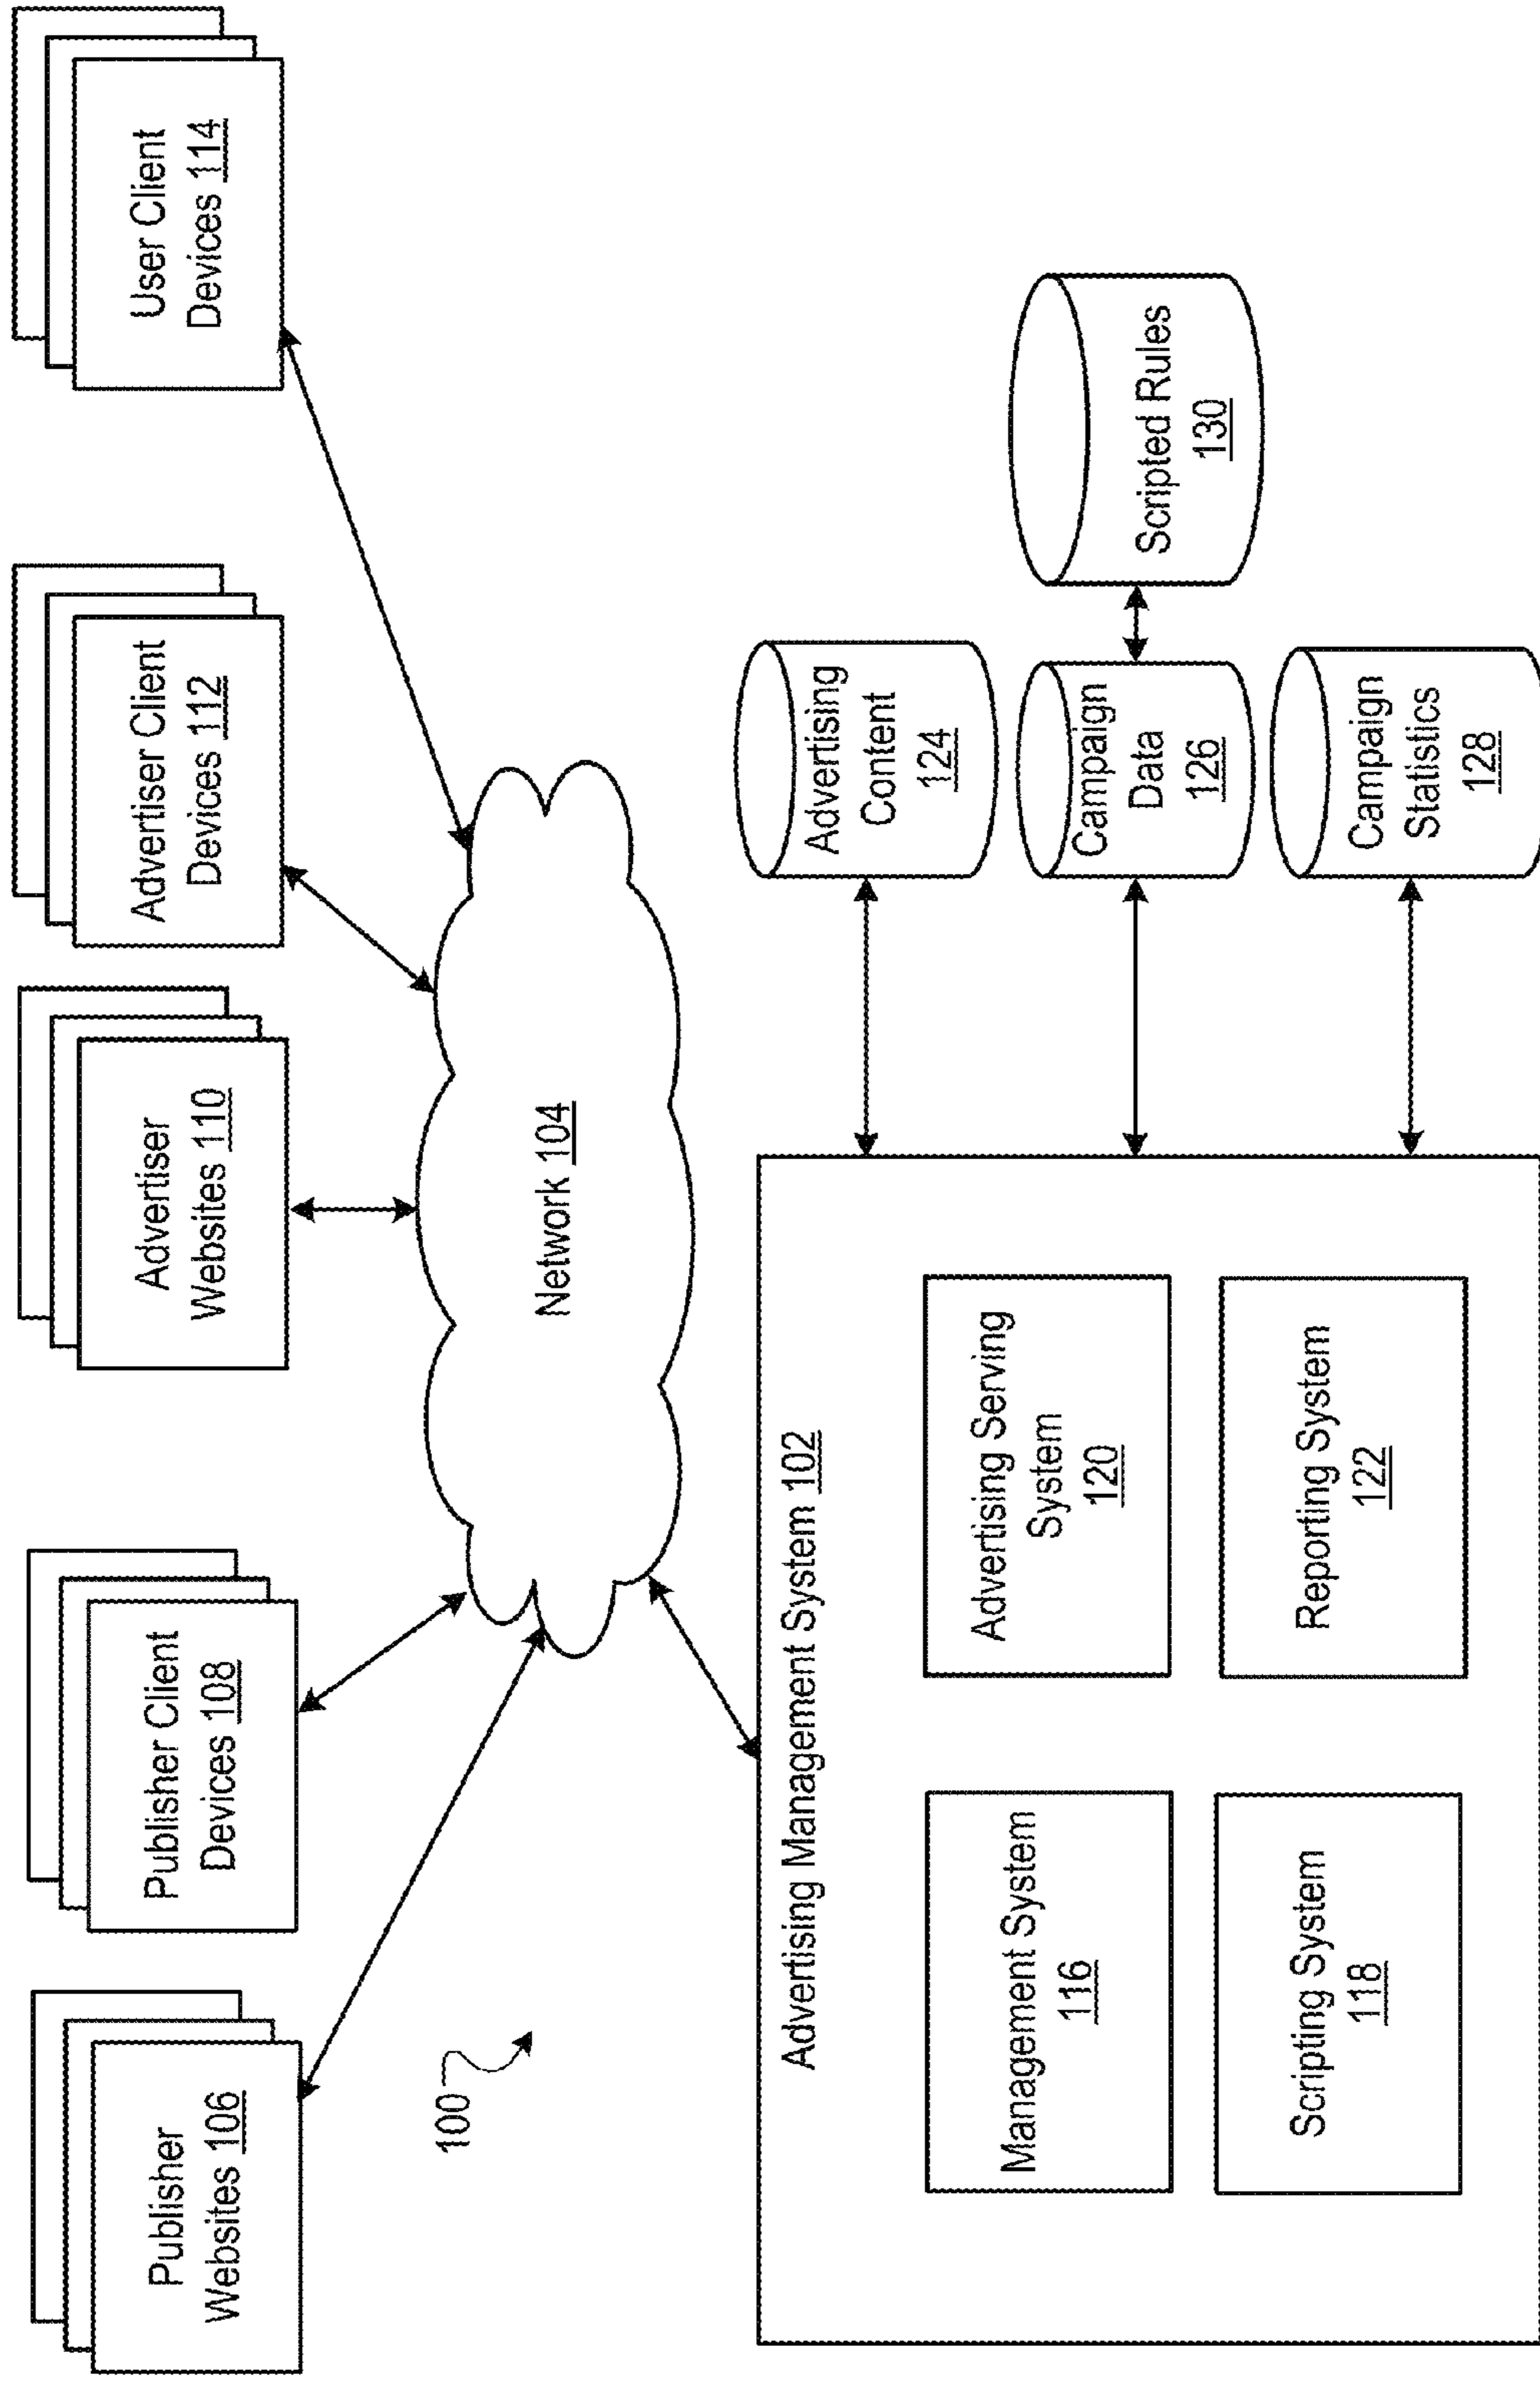 Publisher
Websites 106
Publisher Client
Devices 108
Advertiser
Websites 110
Advertiser Client
Devices 112
User Client
Devices 114
100
Network 104
Advertising Management System 102
Management System
116
Advertising Serving
System
120
Scripting System
118
Reporting System
122
Advertising
Content
124
Campaign
Data
126
Scripted Rules
130
Campaign
Statistics
128